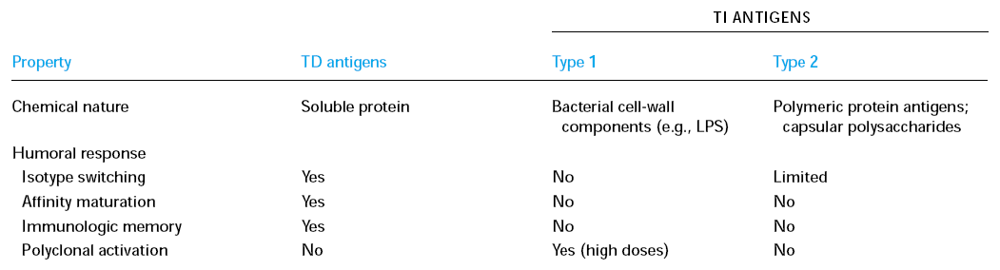 TI ANTIGENS
Property TD antigens Type 1 Type 2
Chemical nature Soluble protein Bacterial cell-wall Polymeric protein antigens;
components (e.g., LPS) capsular polysaccharides
Humoral response
Isotype switching Yes No Limited
Affinity maturation Yes No No
Immunologic memory Yes No No
Polyclonal activation No Yes (high doses) No